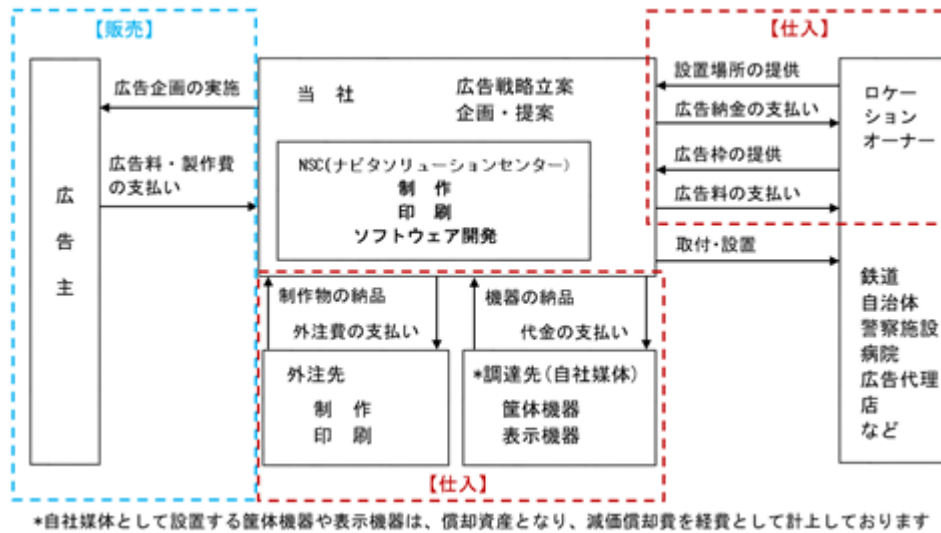 【販売】
【仕入】
広告主
広告企画の実施
広告料・製作費
の支払い
当 社
広告戦略立案
企画・提案
NSC(ナビタソリューションセンター)
制 作
印 刷
ソフトウェア開発
設置場所の提供
広告納金の支払い
広告枠の提供
広告料の支払い
取付・設置
ロケー
ション
オーナー
鉄道
自治体
警察施設
病院
広告代理
店
など
制作物の納品
外注費の支払い
機器の納品
代金の支払い
外注先
制 作
印 刷
*調達先(自社媒体)
筐体機器
表示機器
【仕入】
*自社媒体として設置する筐体機器や表示機器は、償却資産となり、減価償却費を経費として計上しております